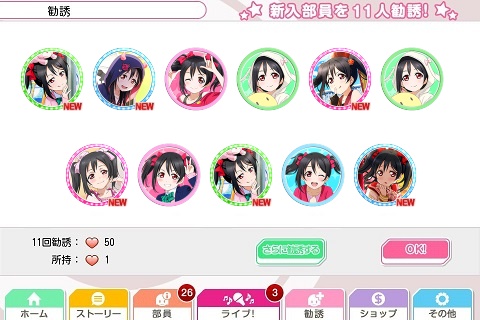 勧誘
新入部員を11人勧誘!
NEW
NEW
NEW
NEW
NEW
NEW
11回勧誘: 50
所持: 1
さらに勧誘する
OK!
26
3
ホーム
ストーリー
部員
ライブ!
勧誘
ショップ
その他